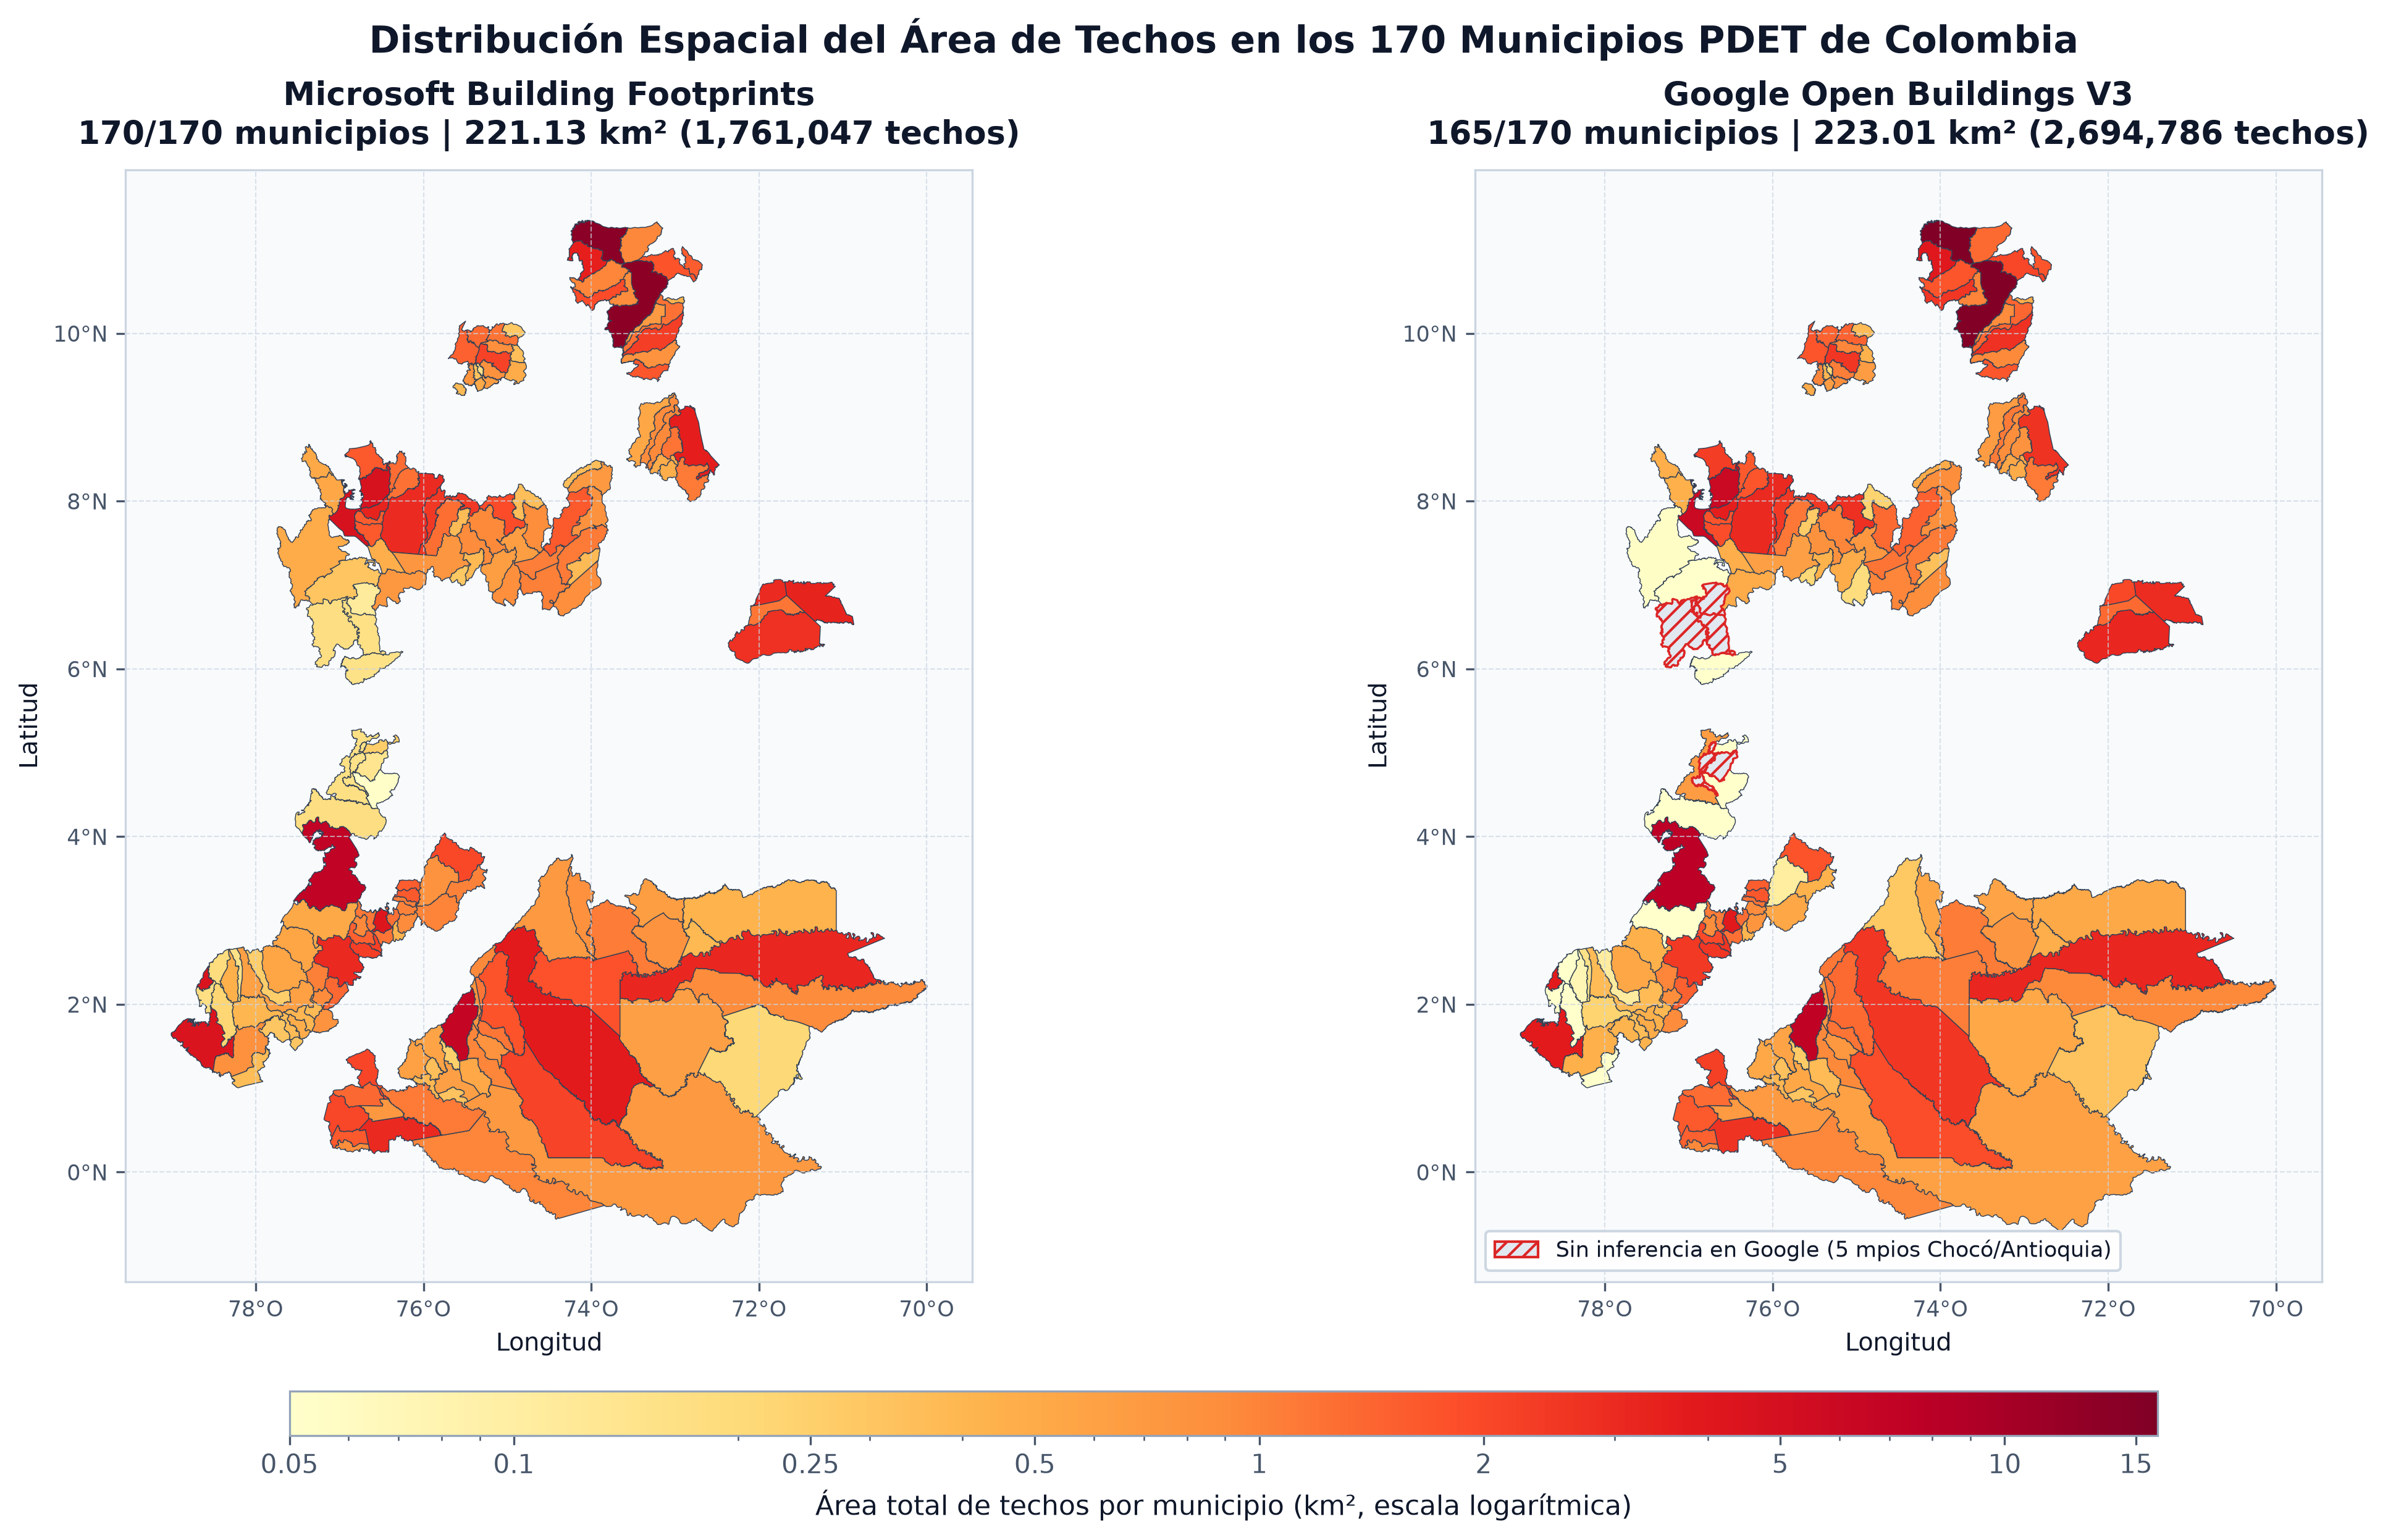 Distribución Espacial del Área de Techos en los 170 Municipios PDET de Colombia
Microsoft Building Footprints
170/170 municipios | 221.13 km² (1,761,047 techos)
Google Open Buildings V3
165/170 municipios | 223.01 km² (2,694,786 techos)
10°N
8°N
6°N
4°N
2°N
0°N
Latitud
78°O
76°O
74°O
72°O
70°O
Longitud
10°N
8°N
6°N
4°N
2°N
0°N
Latitud
Sin inferencia en Google (5 mpios Chocó/Antioquia)
78°O
76°O
74°O
72°O
70°O
Longitud
0.05
0.1
0.25
0.5
1
2
5
10
15
Área total de techos por municipio (km², escala logarítmica)